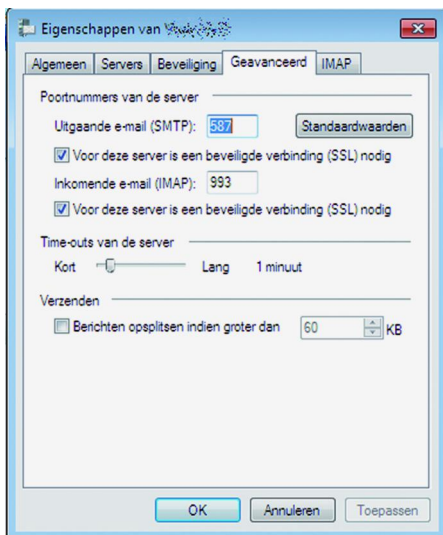 Eigenschappen van
Algemeen Servers Beveiliging Geavanceerd IMAP
Poortnummers van de server
Uitgaande e-mail (SMTP): 587 Standaardwaarden
Voor deze server is een beveiligde verbinding (SSL) nodig
Inkomende e-mail (IMAP): 993
Voor deze server is een beveiligde verbinding (SSL) nodig
Time-outs van de server
Kort Lang 1 minuut
Verzenden
Berichten opsplitsen indien groter dan 60 KB
OK Annuleren Toepassen